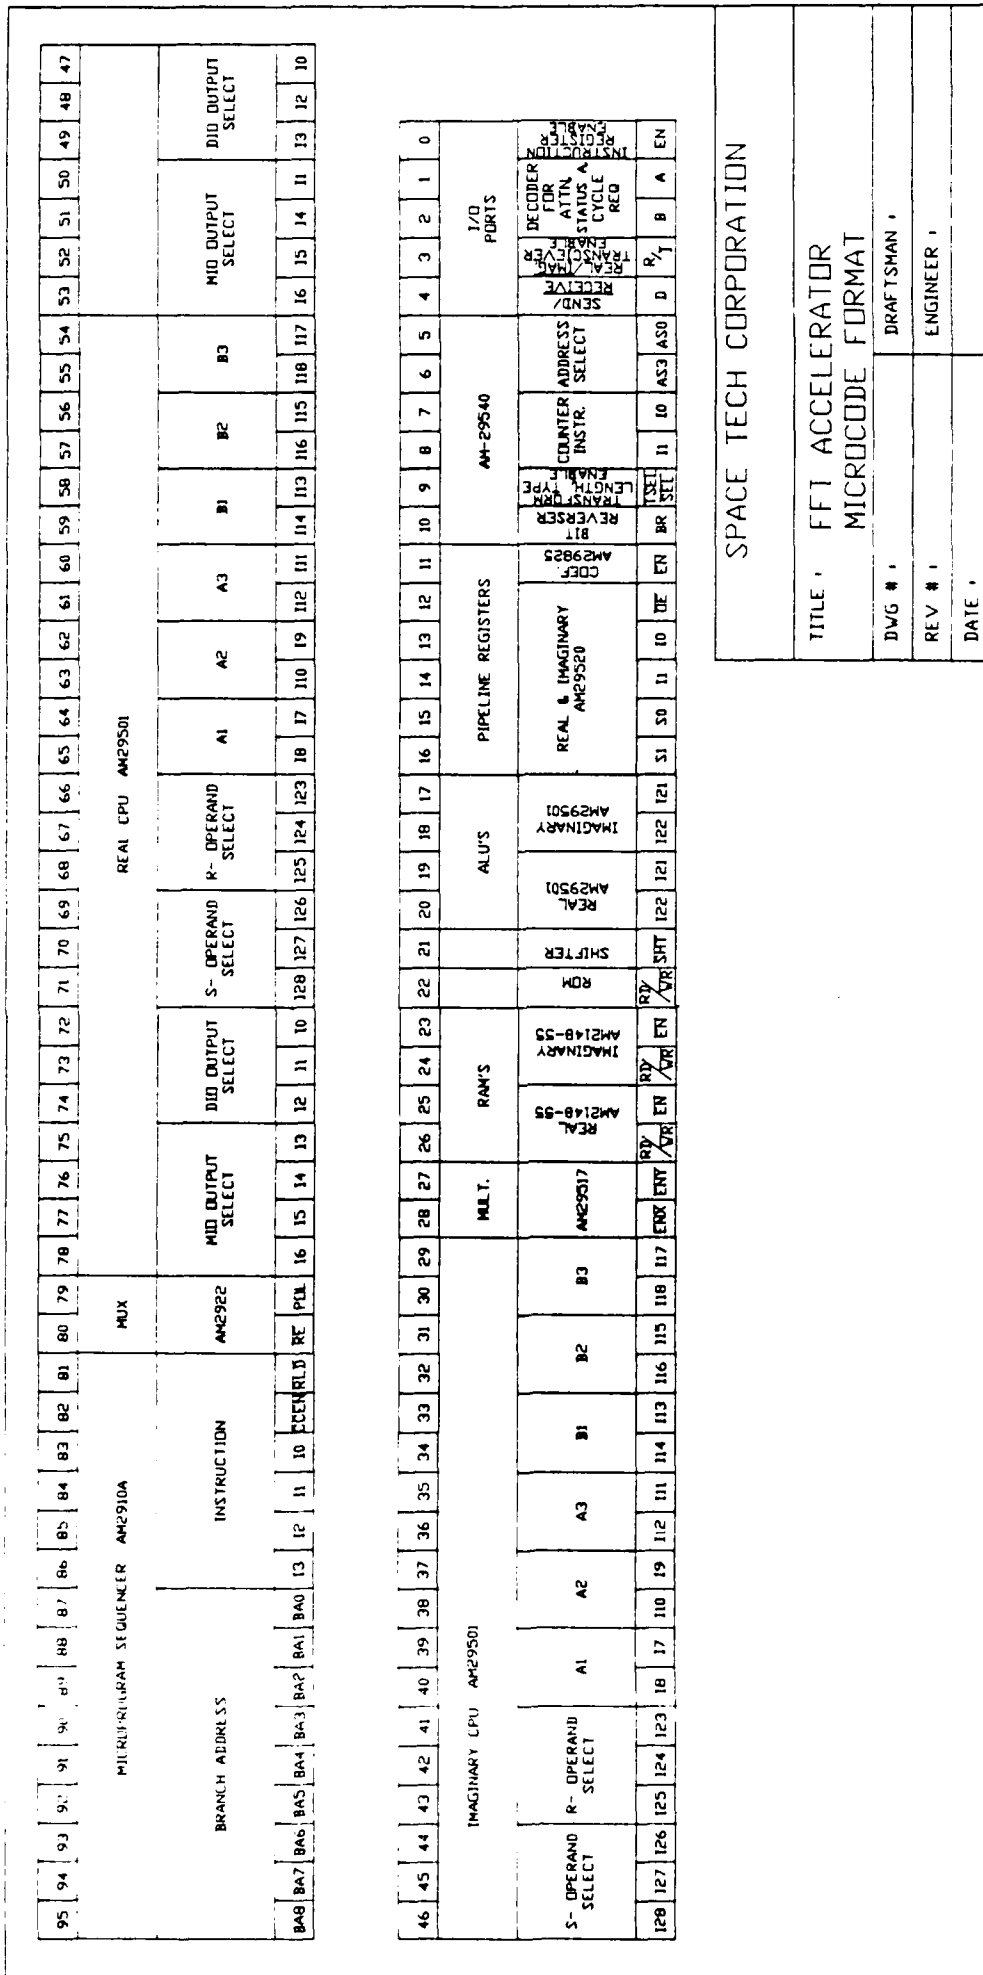 95 94 93 92 91 90 89 88 87 86 85 84 83 82 81 80 79 78 77 76 75 74 73 72 71 70 69 68 67 66 65 64 63 62 61 60 59 58 57 56 55 54 53 52 51 50 49 48 47
MICROPROGRAM SEQUENCER AM2910A
MUX
REAL CPU AM29501
BRANCH ADDRESS
INSTRUCTION
AM2922
MIO OUTPUT
SELECT
DIO OUTPUT
SELECT
S- OPERAND
SELECT
R- OPERAND
SELECT
A1
A2
A3
B1
B2
B3
MIO OUTPUT
SELECT
DIO OUTPUT
SELECT
BA8 BA7 BA6 BA5 BA4 BA3 BA2 BA1 BA0 I3 I2 I1 I0 CCEN RLD RE POL I6 I5 I4 I3 I2 I1 I0 I28 I27 I26 I25 I24 I23 I8 I7 I10 I9 I12 I11 I14 I13 I16 I15 I18 I17 I6 I5 I4 I1 I3 I2 I0
46 45 44 43 42 41 40 39 38 37 36 35 34 33 32 31 30 29 28 27 26 25 24 23 22 21 20 19 18 17 16 15 14 13 12 11 10 9 8 7 6 5 4 3 2 1 0
IMAGINARY CPU AM29501
MULT.
RAM'S
ALU'S
PIPELINE REGISTERS
AM-29540
I/O
PORTS
S- OPERAND
SELECT
R- OPERAND
SELECT
A1
A2
A3
B1
B2
B3
AM29517
REAL
AM2148-55
IMAGINARY
AM2148-55
ROM
SHIFTER
REAL
AM29501
IMAGINARY
AM29501
REAL & IMAGINARY
AM29520
COEF.
AM29825
BIT
REVERSER
TRANSFORM
LENGTH, TYPE
ENABLE
COUNTER
INSTR.
ADDRESS
SELECT
SEND/
RECEIVE
REAL/IMAG
TRANSCIEVER
ENABLE
DECODER
FOR
ATTN,
STATUS &
CYCLE
REQ
INSTRUCTION
REGISTER
ENABLE
I28 I27 I26 I25 I24 I23 I8 I7 I10 I9 I12 I11 I14 I13 I16 I15 I18 I17 ENX ENY RD/WR EN RD/WR EN RD/WR SHT I22 I21 I22 I21 S1 S0 I1 I0 OE EN BR TSEL SEL I1 I0 AS3 AS0 D R/I B A EN
SPACE TECH CORPORATION
TITLE : FFT ACCELERATOR
MICROCODE FORMAT
DWG # : DRAFTSMAN :
REV # : ENGINEER :
DATE :